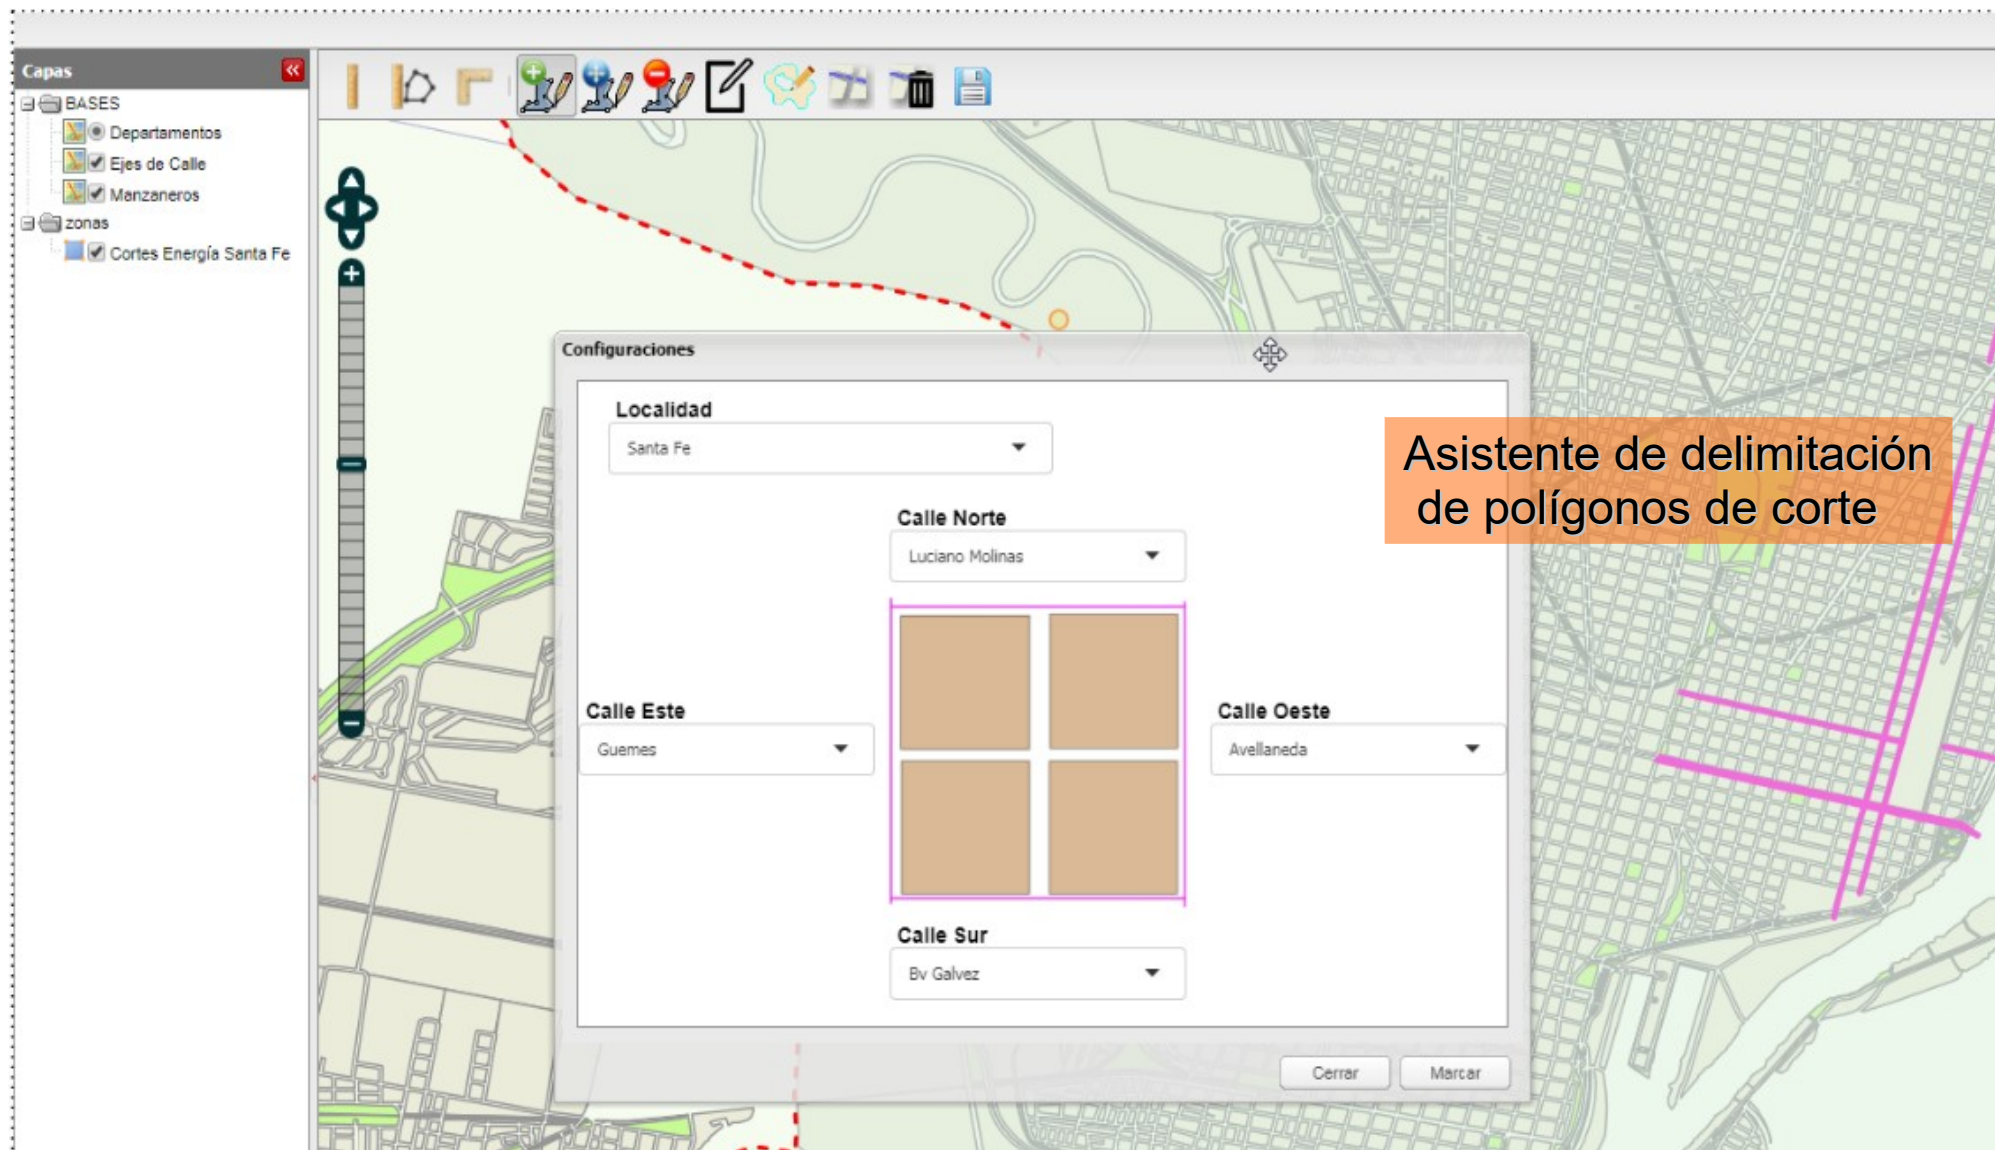 Capas
BASES
Departamentos
Ejes de Calle
Manzaneros
zonas
Cortes Energía Santa Fe
Configuraciones
Localidad
Santa Fe
Asistente de delimitación
de polígonos de corte
Calle Norte
Luciano Molinas
Calle Este
Guemes
Calle Oeste
Avellaneda
Calle Sur
Bv Galvez
Cerrar
Marcar